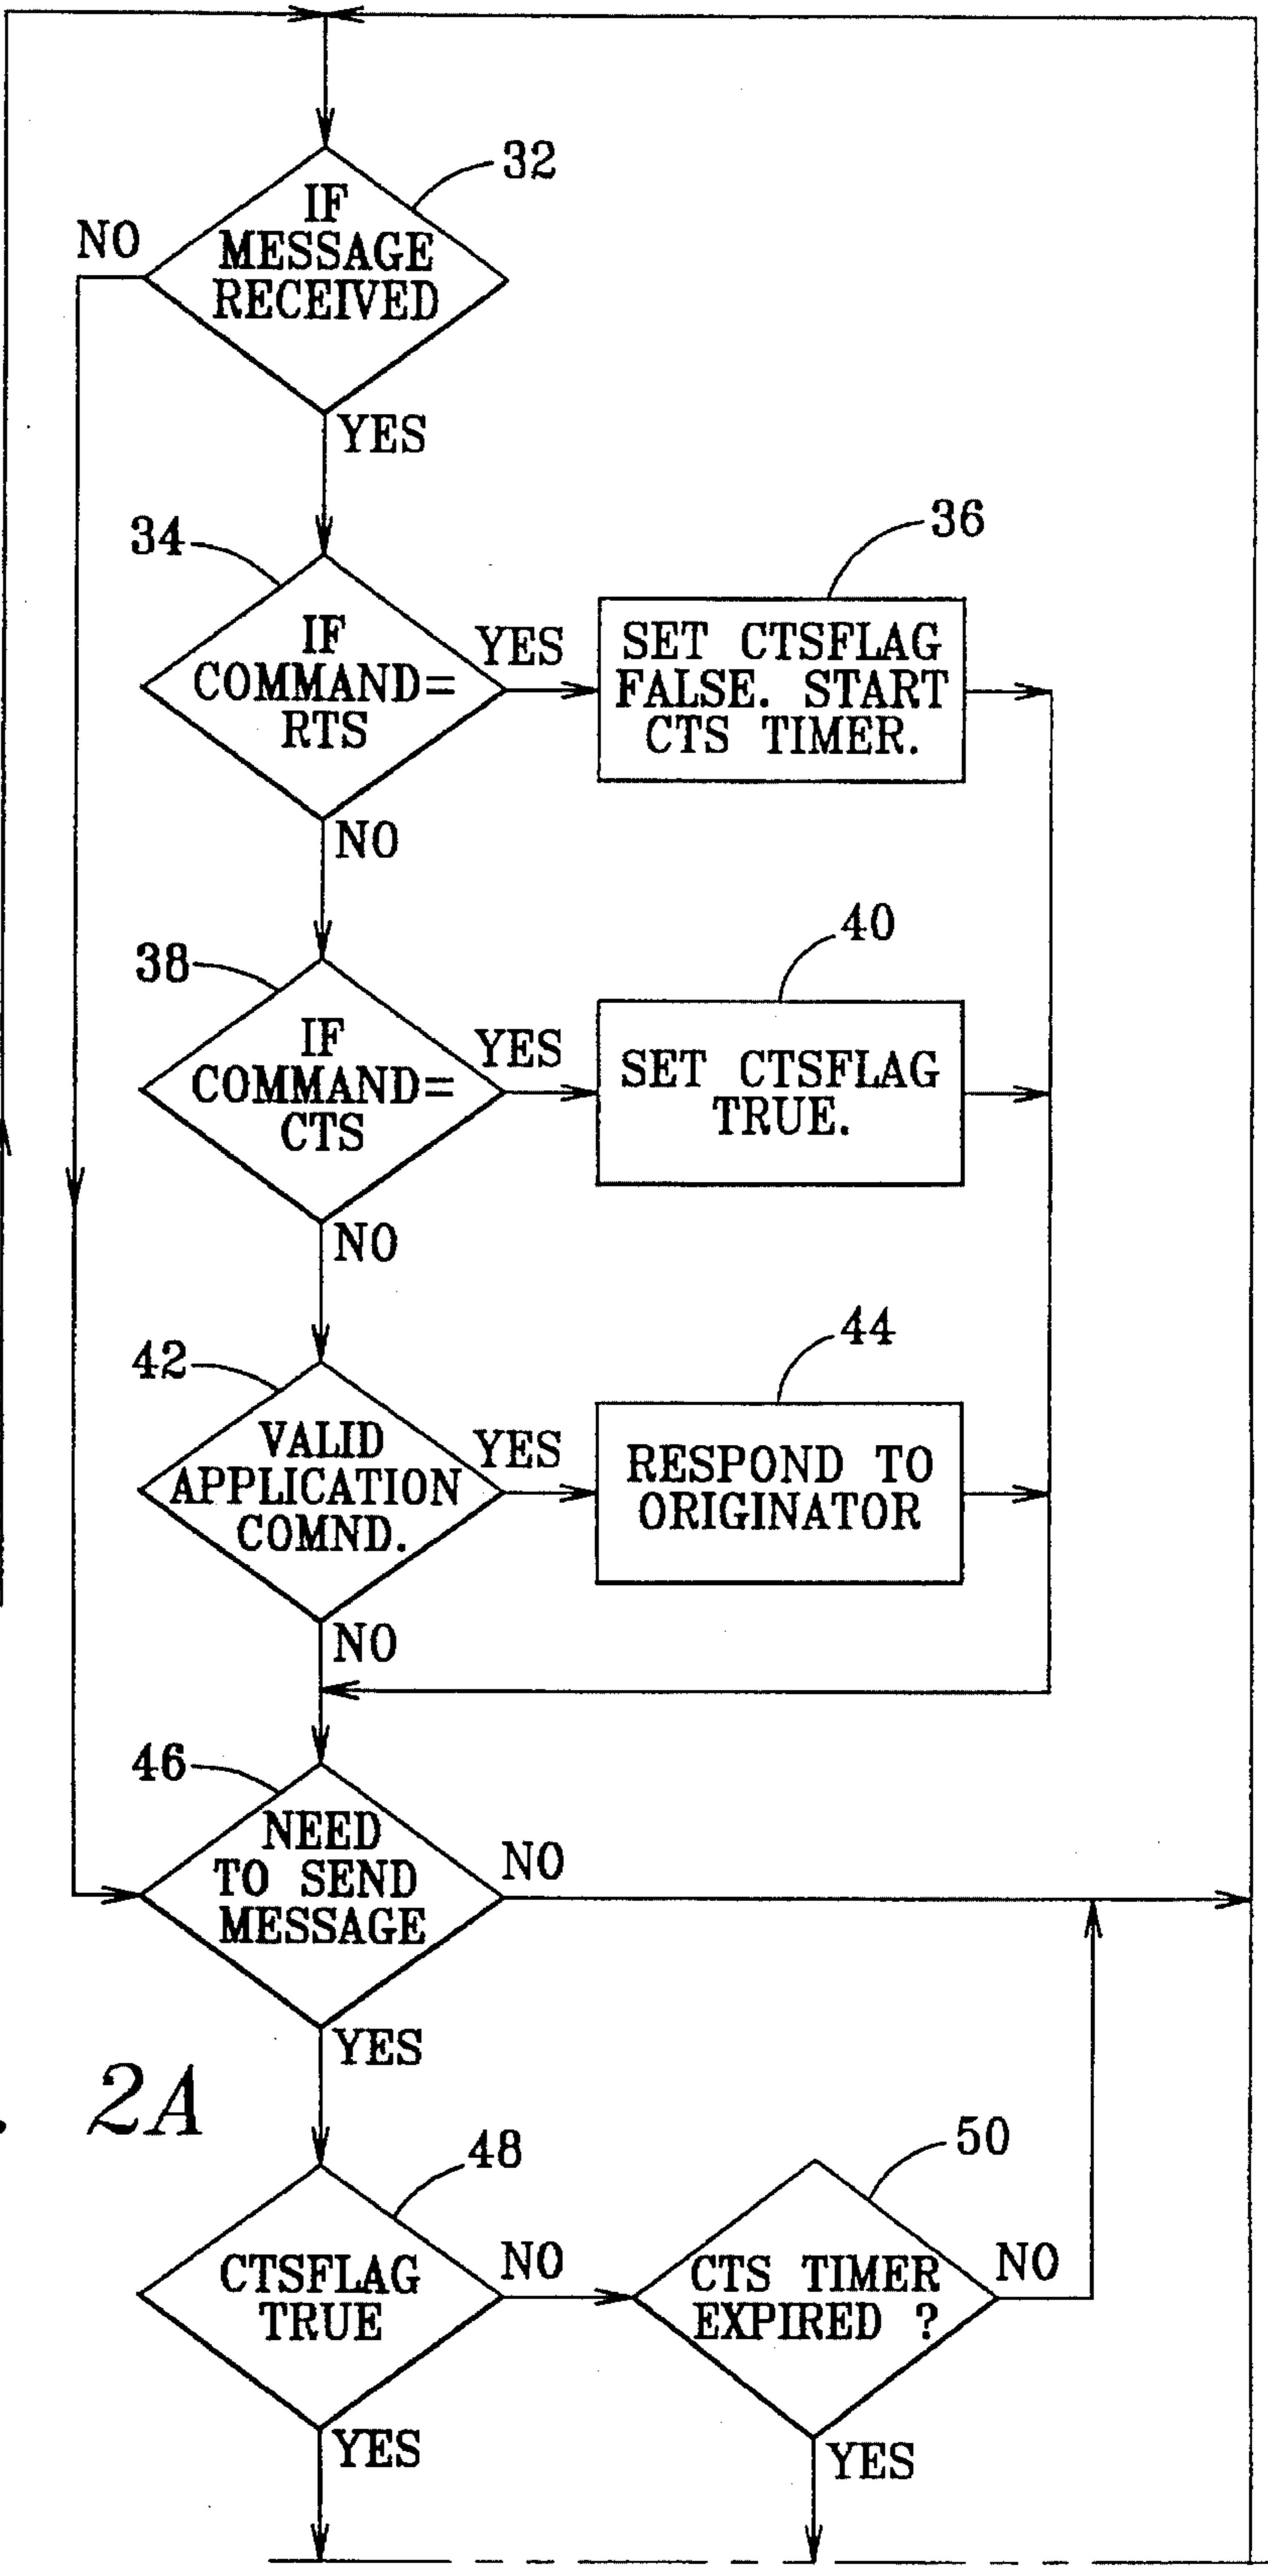 32
IF
MESSAGE
RECEIVED
NO
YES
34
IF
COMMAND=
RTS
YES
36
SET CTSFLAG
FALSE. START
CTS TIMER.
NO
38
IF
COMMAND=
CTS
YES
40
SET CTSFLAG
TRUE.
NO
42
VALID
APPLICATION
COMND.
YES
44
RESPOND TO
ORIGINATOR
NO
46
NEED
TO SEND
MESSAGE
NO
YES
. 2A
48
CTSFLAG
TRUE
NO
50
CTS TIMER
EXPIRED ?
NO
YES
YES